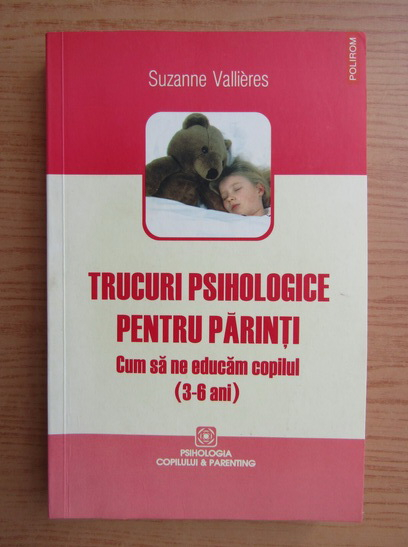 POLIROM
Suzanne Vallières
TRUCURI PSIHOLOGICE
PENTRU PĂRINȚI
Cum să ne educăm copilul
(3-6 ani)
PSIHOLOGIA
COPILULUI & PARENTING